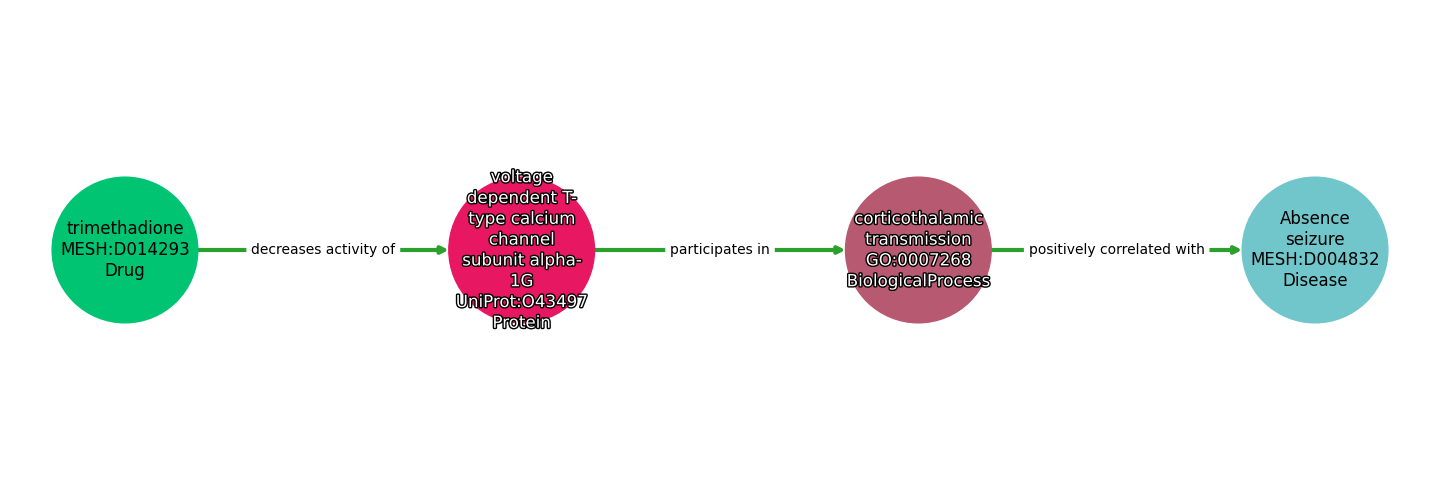 trimethadione
MESH:D014293
Drug
decreases activity of
voltage
dependent T-
type calcium
channel
subunit alpha-
1G
UniProt:O43497
Protein
participates in
corticothalamic
transmission
GO:0007268
BiologicalProcess
positively correlated with
Absence
seizure
MESH:D004832
Disease